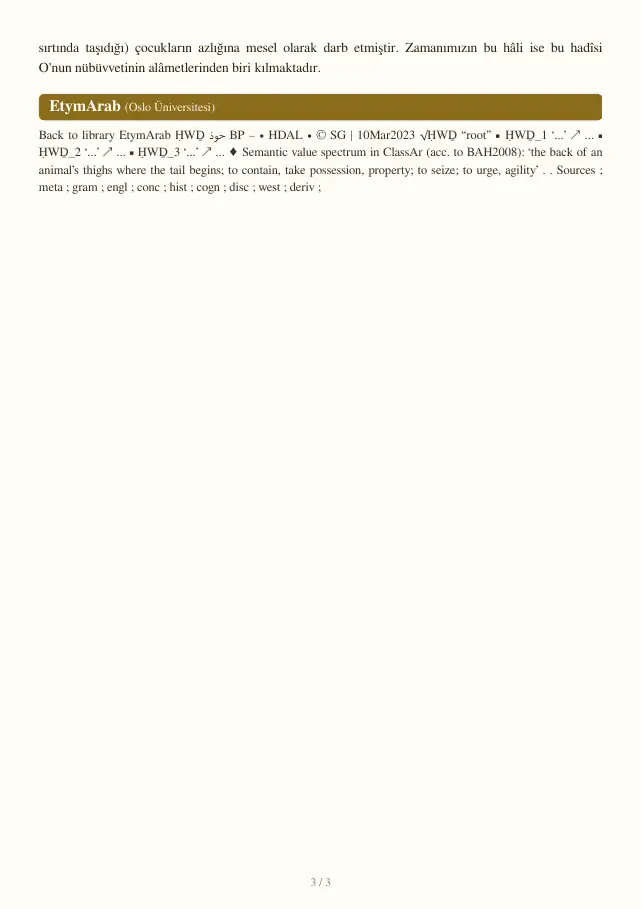 sırtında taşıdığı) çocukların azlığına mesel olarak darb etmiştir. Zamanımızın bu hâli ise bu hadîsi
O'nun nübüvvetinin alâmetlerinden biri kılmaktadır.
EtymArab (Oslo Üniversitesi)
Back to library EtymArab ḤWḎ حوذ BP – • HDAL • © SG | 10Mar2023 √ḤWḎ “root” ▪ ḤWḎ_1 ‘...’ ↗ ... ▪
ḤWḎ_2 ‘...’ ↗ ... ▪ ḤWḎ_3 ‘...’ ↗ ... ♦ Semantic value spectrum in ClassAr (acc. to BAH2008): ‘the back of an
animal's thighs where the tail begins; to contain, take possession, property; to seize; to urge, agility’ . . Sources ;
meta ; gram ; engl ; conc ; hist ; cogn ; disc ; west ; deriv ;
3 / 3